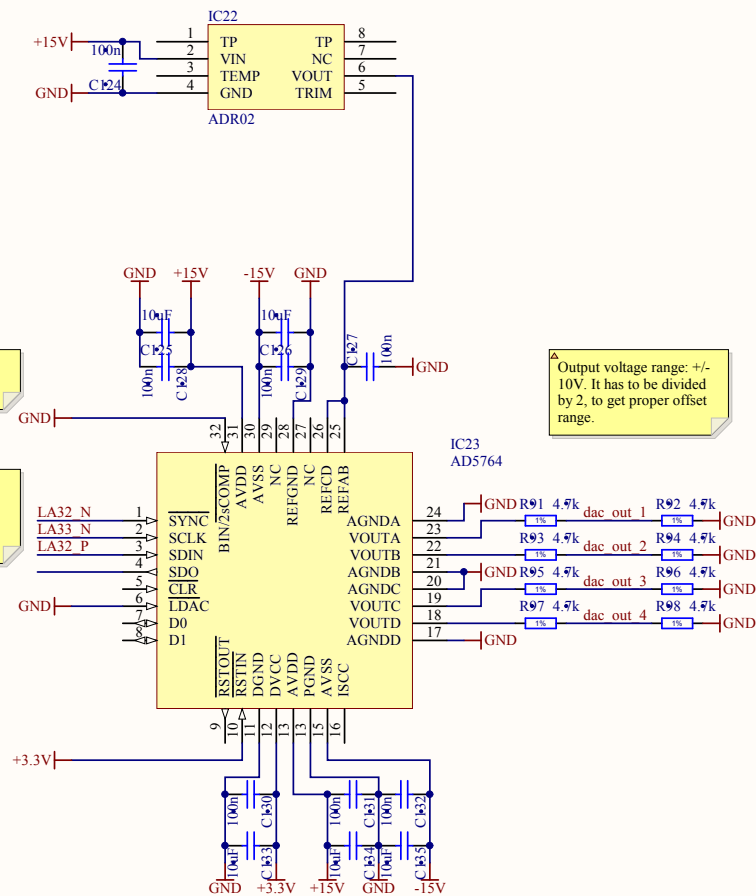 IC22
+15V
100n
C124
GND
1 TP TP 8
2 VIN NC 7
3 TEMP VOUT 6
4 GND TRIM 5
ADR02
GND +15V -15V GND
10uF 10uF
C125 C126 C127 100n
GND
100n C128 100n C129
Output voltage range: +/-
10V. It has to be divided
by 2, to get proper offset
range.
GND
32 31 30 29 28 27 26 25
BIN/2sCOMP AVDD AVSS NC REFGND NC REFCD REFAB
IC23
AD5764
LA32_N 1 SYNC
LA33_N 2 SCLK
LA32_P 3 SDIN
4 SDO
5 CLR
GND 6 LDAC
7 D0
8 D1
AGNDA 24 GND
VOUTA 23 R91 4.7k 1% dac_out_1 R92 4.7k 1% GND
VOUTB 22 R93 4.7k 1% dac_out_2 R94 4.7k 1% GND
AGNDB 21 GND
AGNDC 20
VOUTC 19 R95 4.7k 1% dac_out_3 R96 4.7k 1% GND
VOUTD 18 R97 4.7k 1% dac_out_4 R98 4.7k 1% GND
AGNDD 17 GND
RSTOUT RSTIN DGND DVCC AVDD PGND AVSS ISCC
9 10 11 12 13 13 15 16
+3.3V
100n C130 100n C131 100n C132
10uF C133 10uF C134 10uF C135
GND +3.3V +15V GND -15V